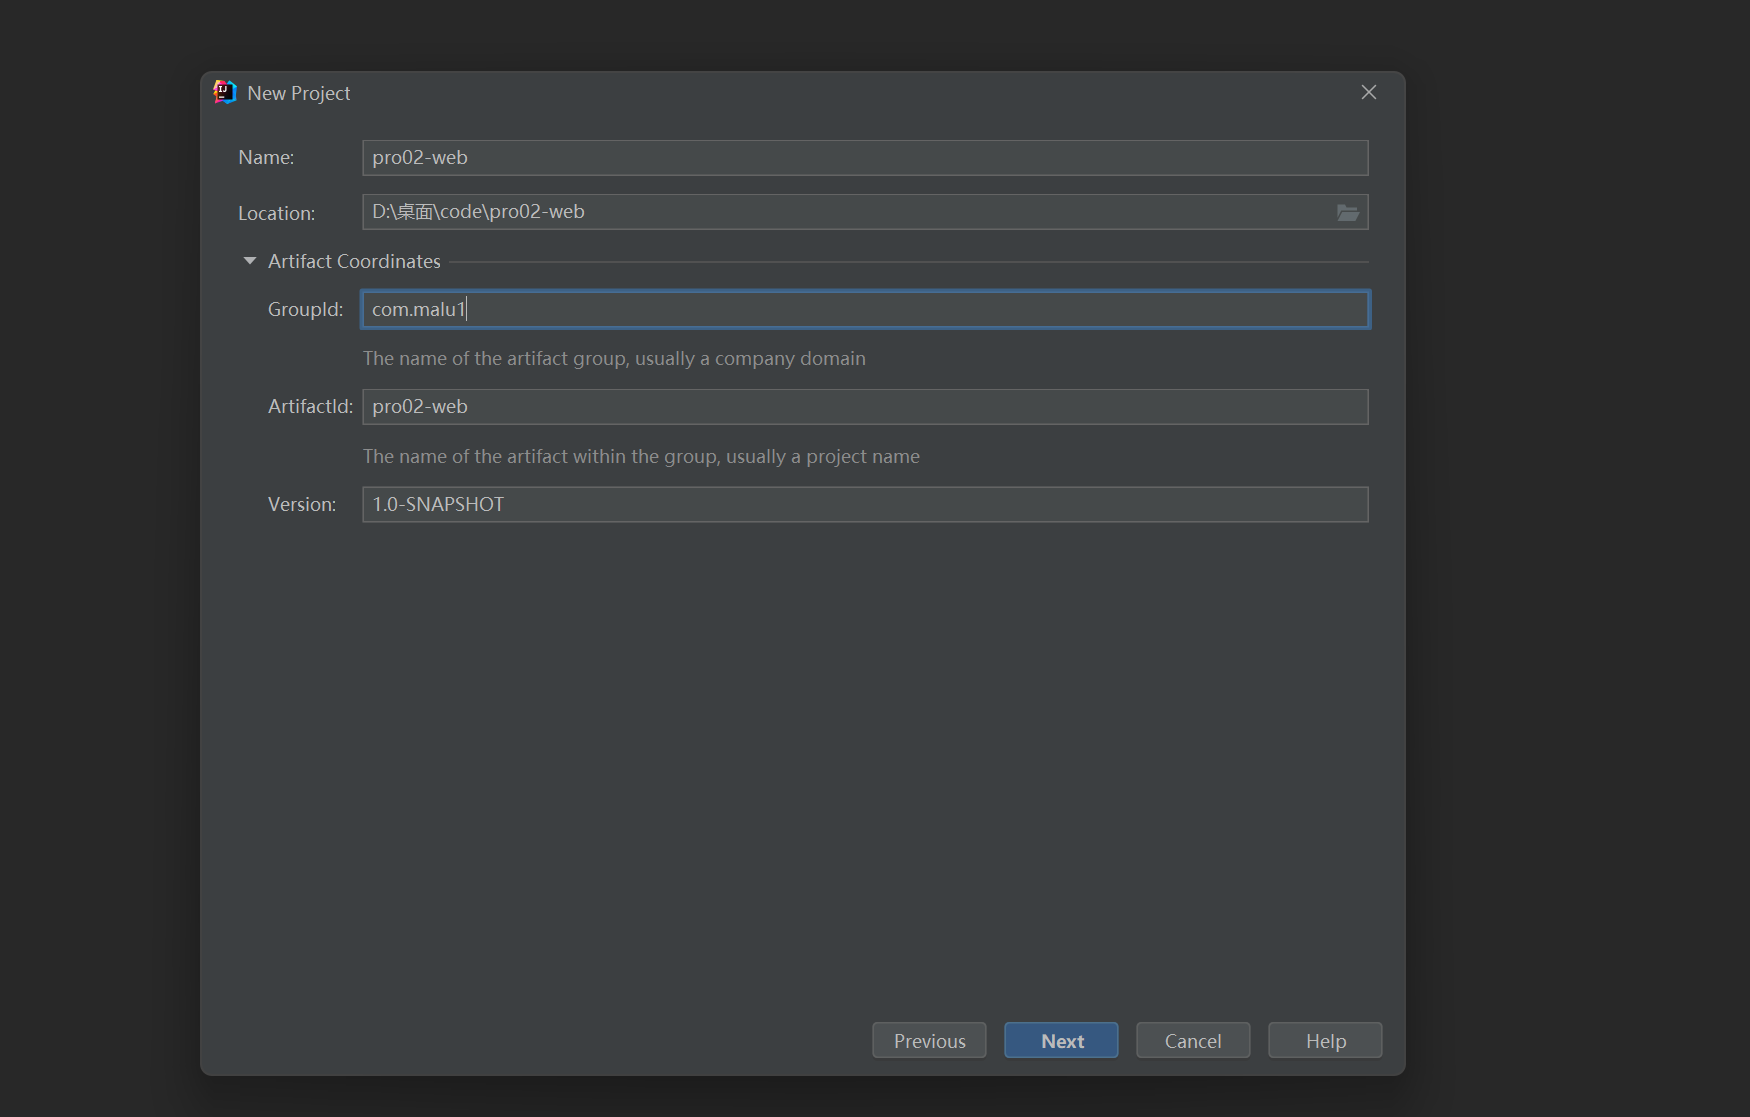 New Project
Name: pro02-web
Location: D:\桌面\code\pro02-web
Artifact Coordinates
GroupId: com.malu1
The name of the artifact group, usually a company domain
ArtifactId: pro02-web
The name of the artifact within the group, usually a project name
Version: 1.0-SNAPSHOT
Previous Next Cancel Help